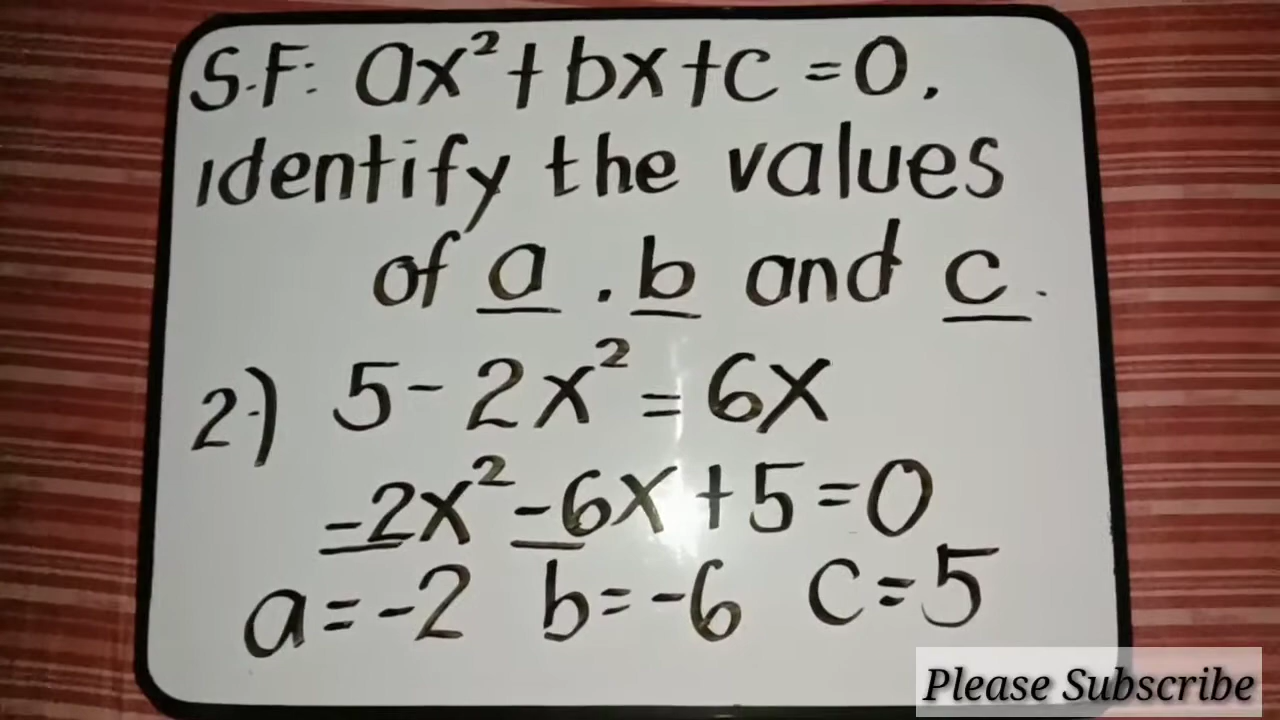 S.F: ax²+bx+c=0,
identify the values
of a, b and c.
2.) 5-2x²=6x
-2x²-6x+5=0
a=-2 b=-6 c=5
Please Subscribe